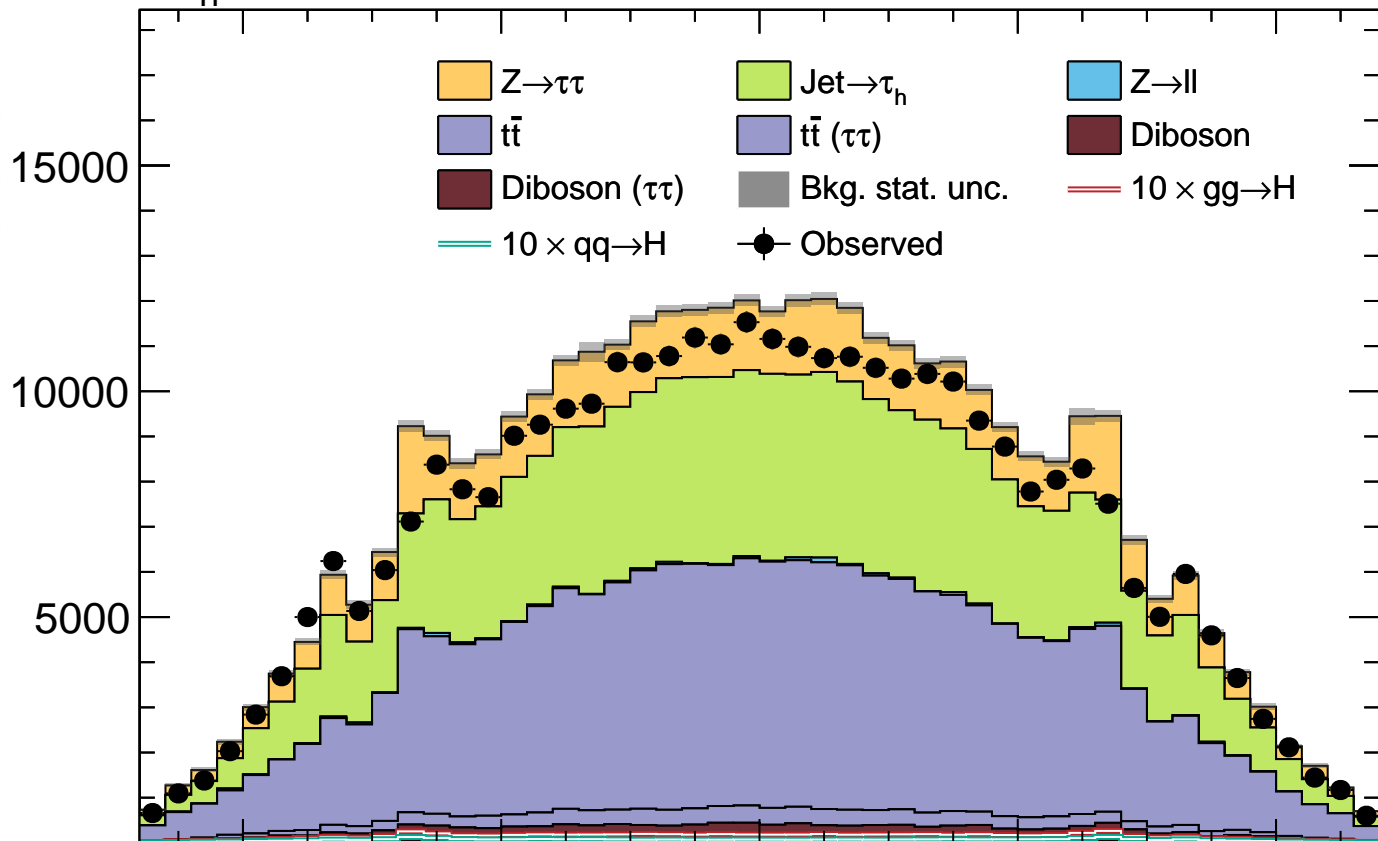 Z→ττ Jet→τh Z→ll
tt̄ tt̄ (ττ) Diboson
Diboson (ττ) Bkg. stat. unc. 10 × gg→H
10 × qq→H Observed
15000
10000
5000